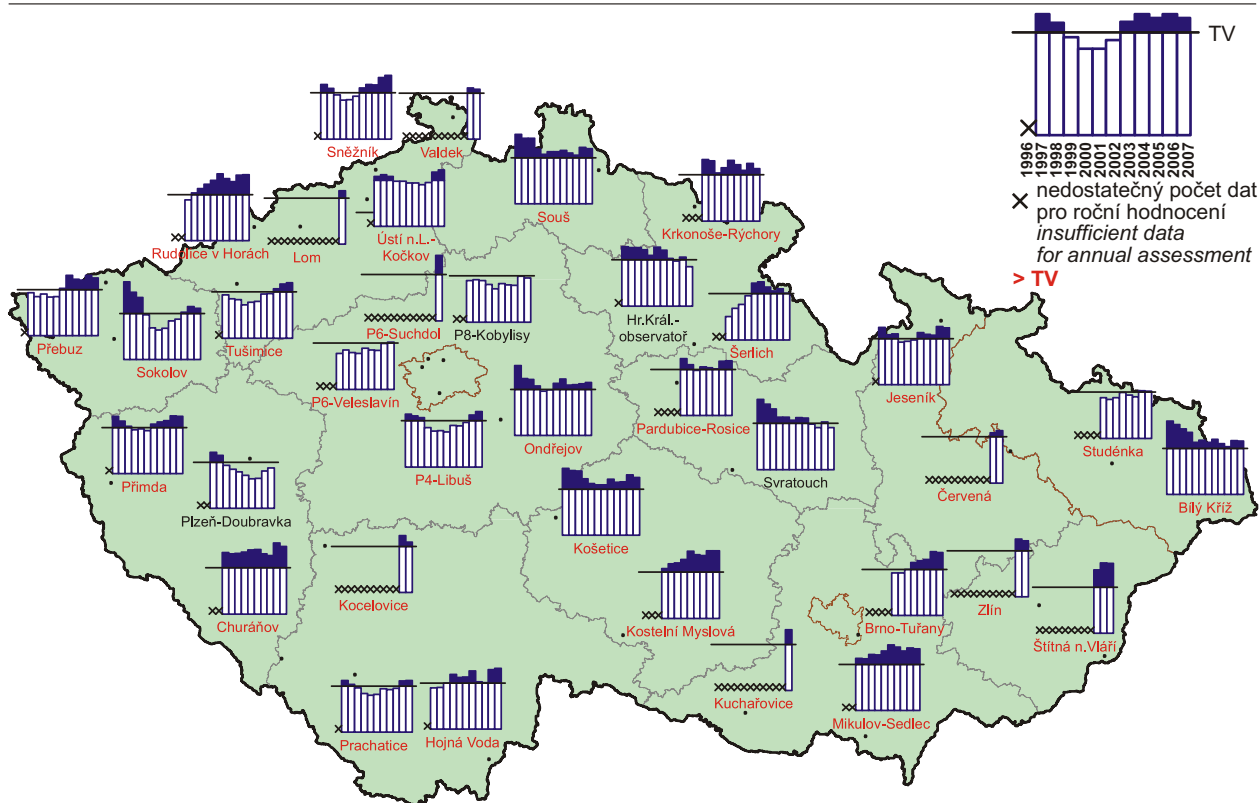 TV
1996
1997
1998
1999
2000
2001
2002
2003
2004
2005
2006
2007
nedostatečný počet dat
pro roční hodnocení
insufficient data
for annual assessment
> TV
Sněžník
Valdek
Souš
Krkonoše-Rýchory
Rudolice v Horách
Lom
Ústí n.L.-
Kočkov
Přebuz
Sokolov
Tušimice
P6-Suchdol
P8-Kobylisy
Hr.Král.-
observatoř
Šerlich
Jeseník
P6-Veleslavín
Ondřejov
Pardubice-Rosice
Studénka
Přimda
P4-Libuš
Svratouch
Červená
Bílý Kříž
Plzeň-Doubravka
Košetice
Churáňov
Kocelovice
Kostelní Myslová
Brno-Tuřany
Zlín
Štítná n.Vláří
Kuchařovice
Mikulov-Sedlec
Prachatice
Hojná Voda